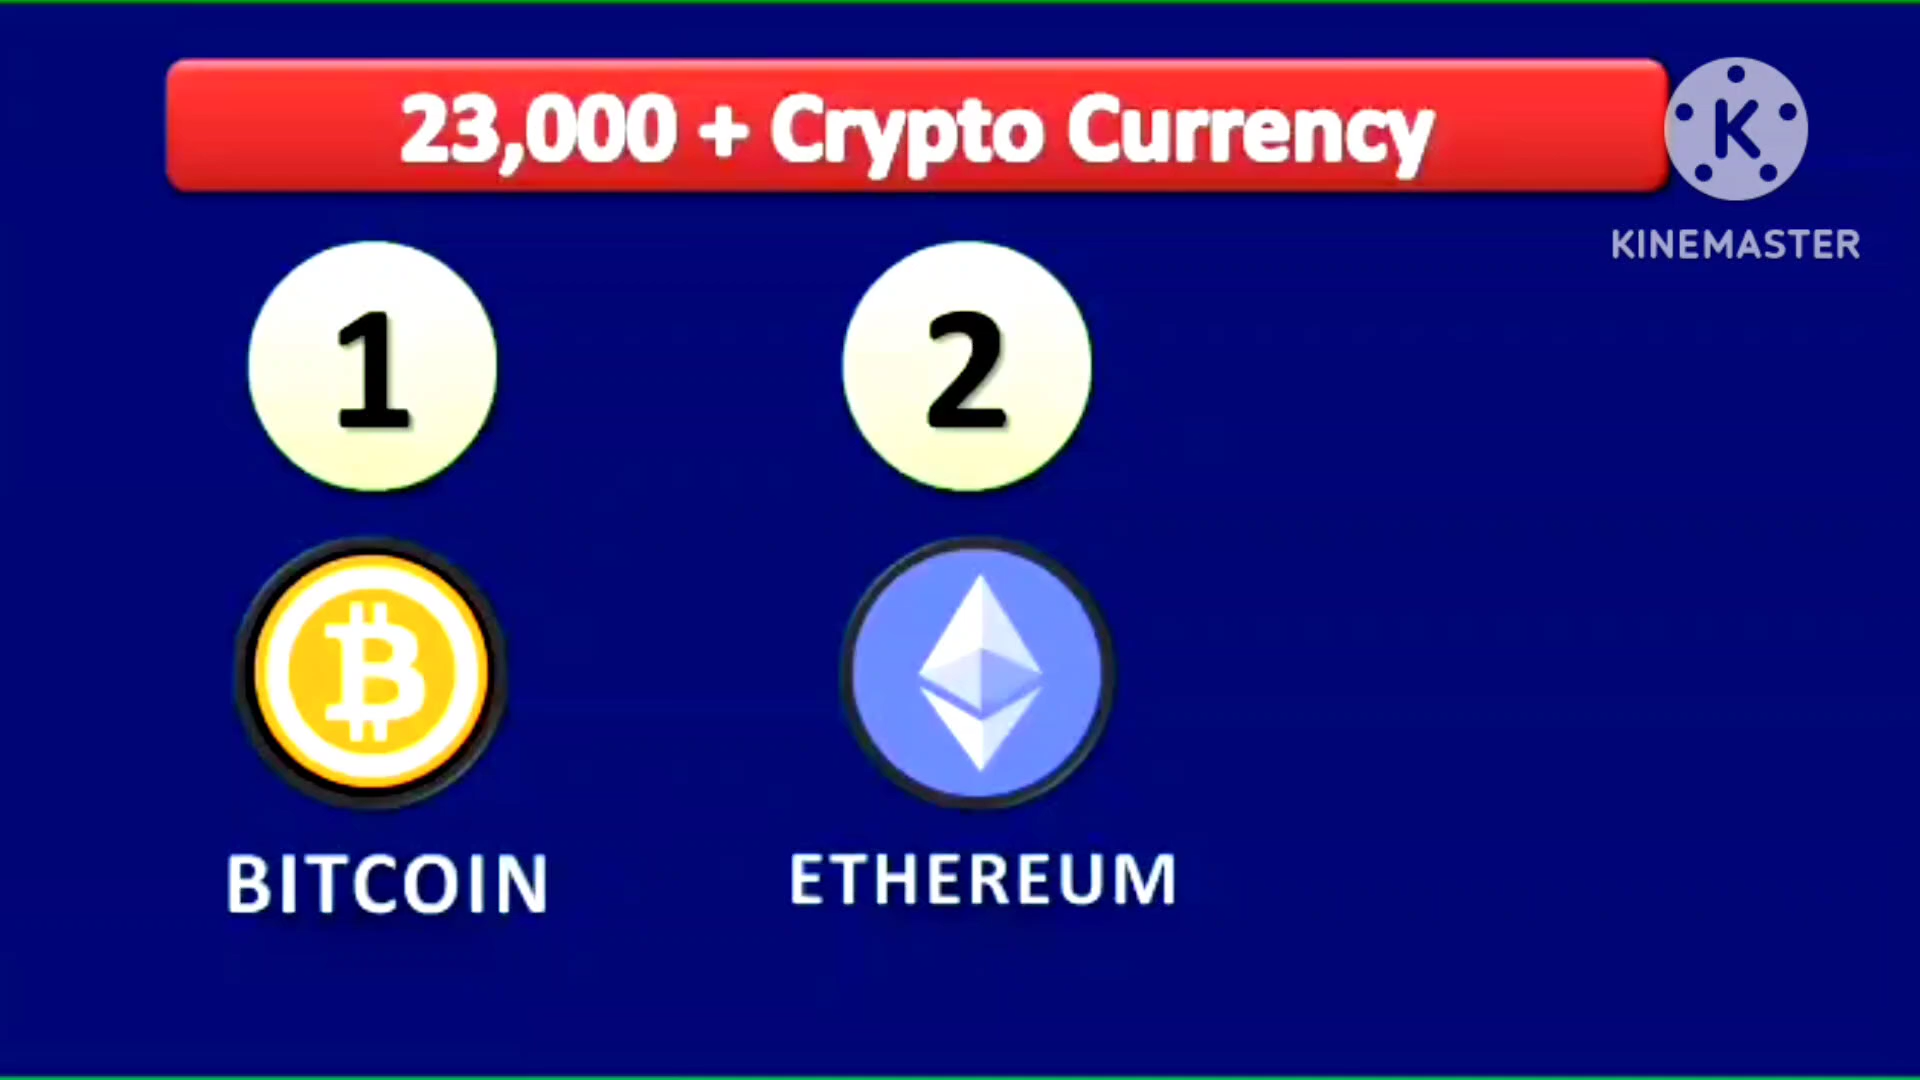 23,000 + Crypto Currency
K
KINEMASTER
1
2
BITCOIN
ETHEREUM